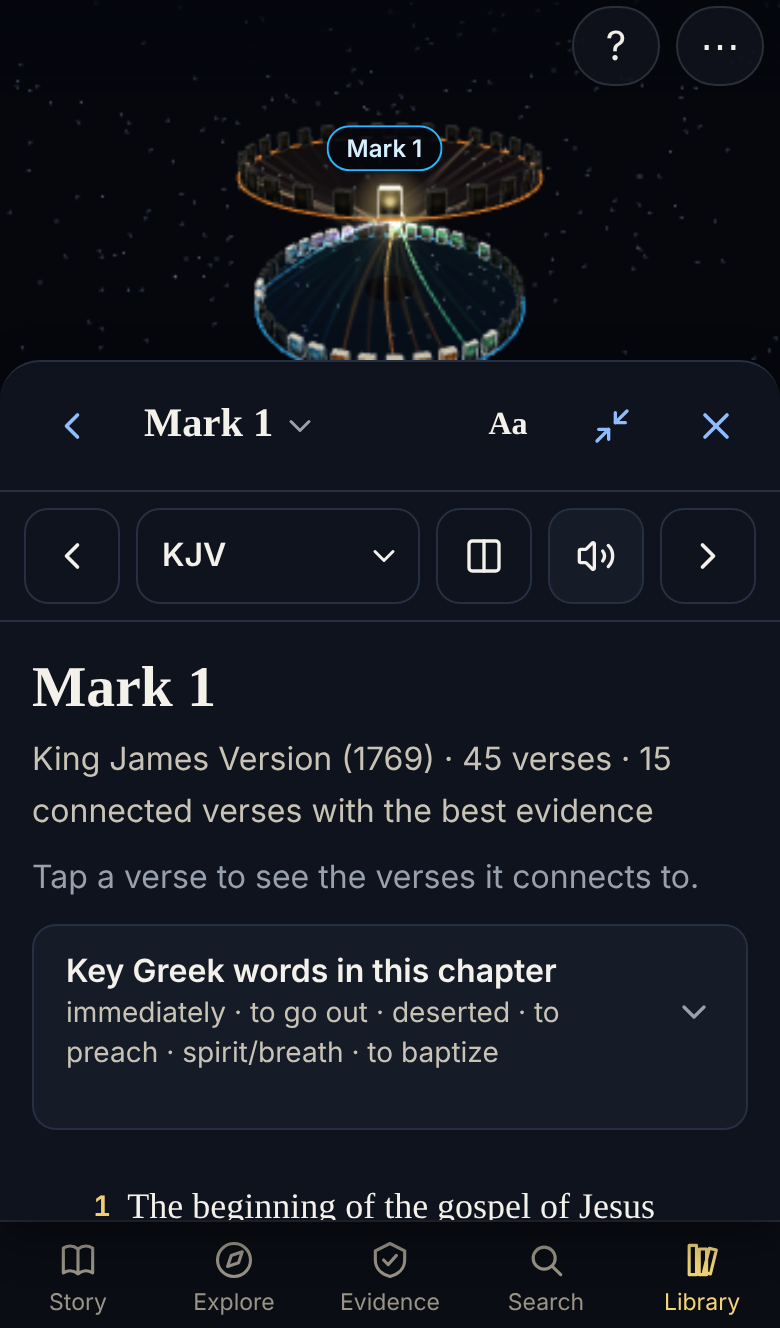 ?
...
Mark 1
Mark 1
Aa
KJV
Mark 1
King James Version (1769) · 45 verses · 15
connected verses with the best evidence
Tap a verse to see the verses it connects to.
Key Greek words in this chapter
immediately · to go out · deserted · to
preach · spirit/breath · to baptize
1 The beginning of the gospel of Jesus
Story
Explore
Evidence
Search
Library